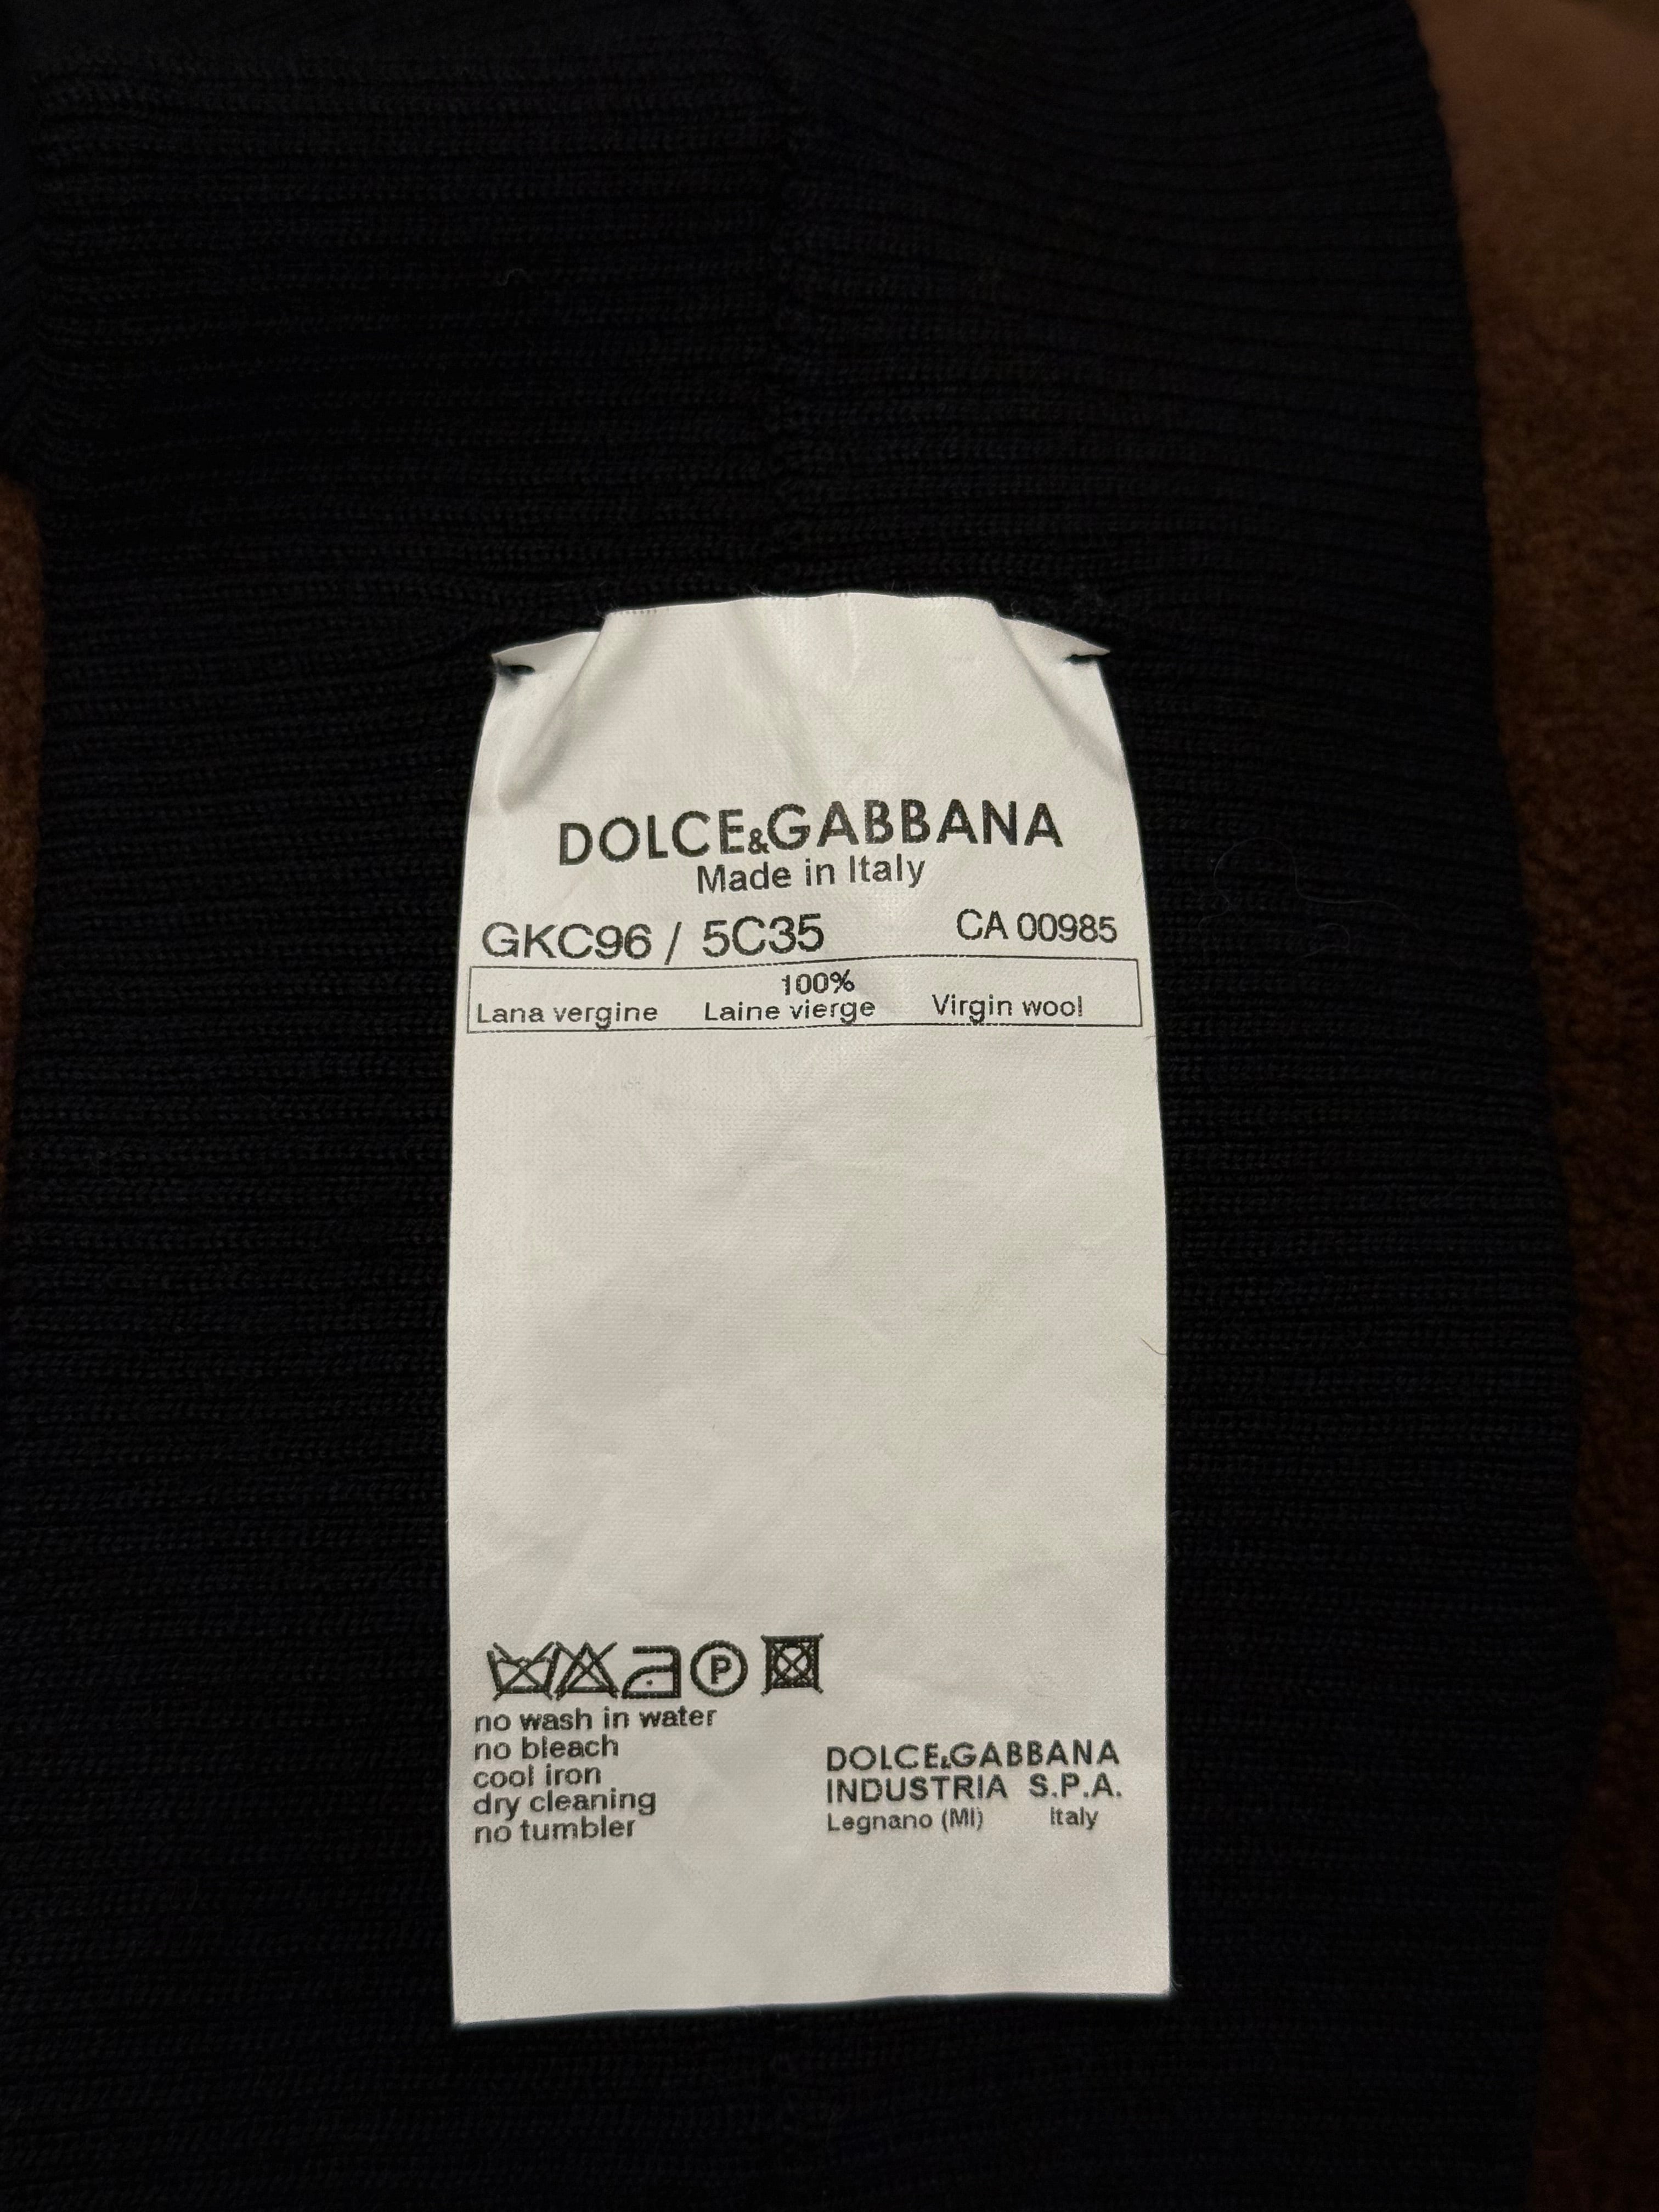 DOLCE&GABBANA
Made in Italy
GKC96 / 5C35 CA 00985
100%
Lana vergine Laine vierge Virgin wool
P
no wash in water
no bleach
cool iron
dry cleaning
no tumbler
DOLCE&GABBANA
INDUSTRIA S.P.A.
Legnano (MI) Italy